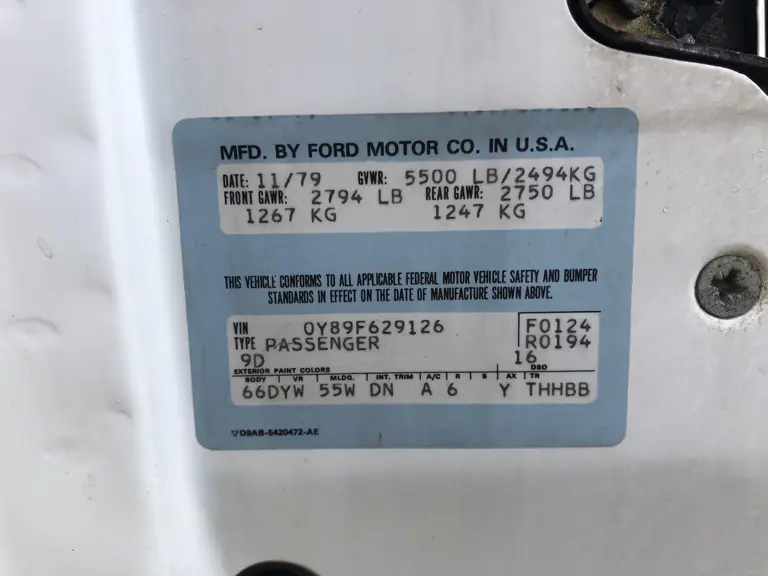 MFD. BY FORD MOTOR CO. IN U.S.A.
DATE: 11/79 GVWR: 5500 LB/2494KG
FRONT GAWR: 2794 LB REAR GAWR: 2750 LB
1267 KG 1247 KG
THIS VEHICLE CONFORMS TO ALL APPLICABLE FEDERAL MOTOR VEHICLE SAFETY AND BUMPER
STANDARDS IN EFFECT ON THE DATE OF MANUFACTURE SHOWN ABOVE.
VIN 0Y89F629126 F0124
TYPE PASSENGER R0194
9D 16
EXTERIOR PAINT COLORS DSO
BODY VR MLDG. INT. TRIM A/C R S AX TR
66DYW 55W DN A 6 Y THHBB
D9AB-5420472-AE